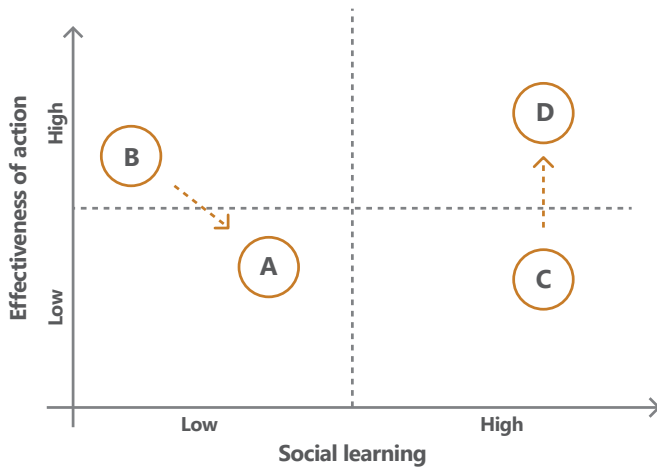 Effectiveness of action
High
Low
B
A
D
C
Low
High
Social learning